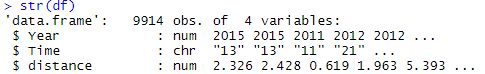 > str(df)
'data.frame':   9914 obs. of  4 variables:
 $ Year          : num  2015 2015 2011 2012 2012 ...
 $ Time          : chr  "13" "13" "11" "21" ...
 $ distance      : num  2.326 2.428 0.619 1.963 5.393 ...